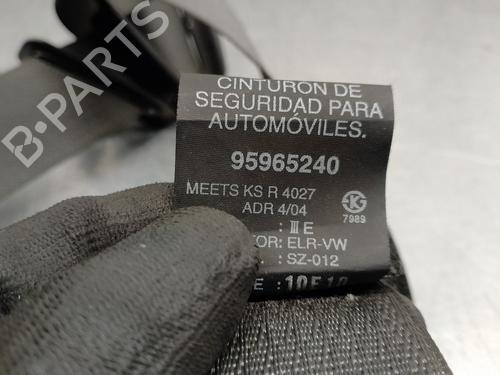 B-PARTS
CINTURON DE
SEGURIDAD PARA
AUTOMÓVILES.
95965240
MEETS KS R 4027
ADR 4/04
K
7989
: III E
TOR: ELR-VW
. : SZ-012
E :